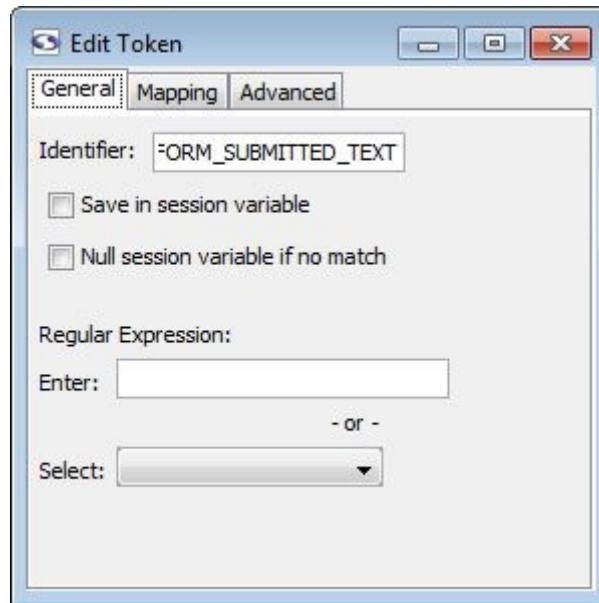 Edit Token
General Mapping Advanced
Identifier: FORM_SUBMITTED_TEXT
Save in session variable
Null session variable if no match
Regular Expression:
Enter:
- or -
Select: